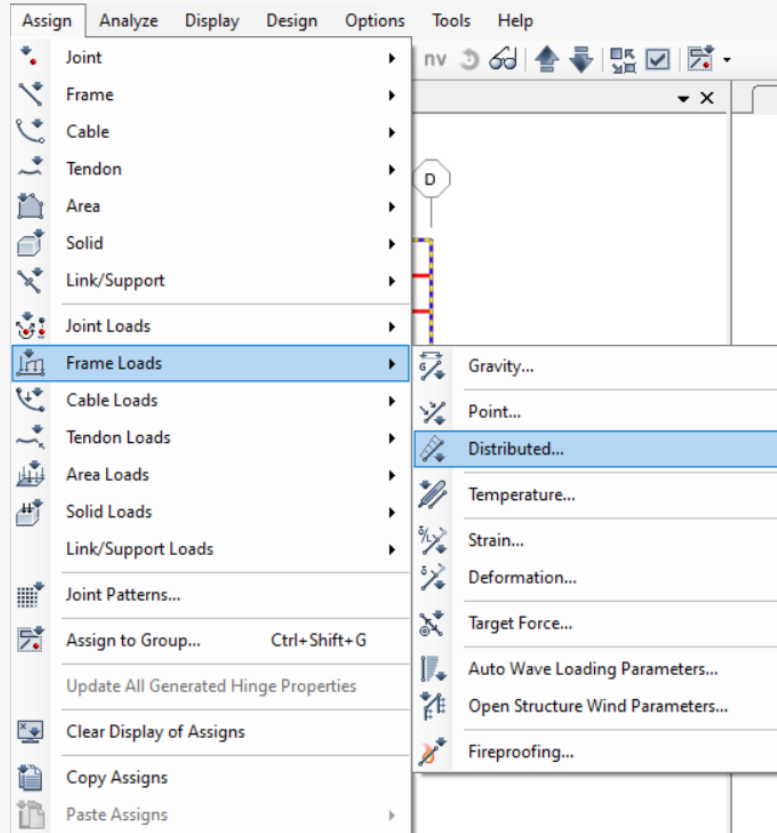 Assign Analyze Display Design Options Tools Help
Joint
nv
Frame
Cable
Tendon
D
Area
Solid
Link/Support
Joint Loads
Frame Loads
Cable Loads
Tendon Loads
Area Loads
Solid Loads
Link/Support Loads
Joint Patterns...
Assign to Group... Ctrl+Shift+G
Update All Generated Hinge Properties
Clear Display of Assigns
Copy Assigns
Paste Assigns
G
Gravity...
Point...
Distributed...
Temperature...
Strain...
Deformation...
Target Force...
Auto Wave Loading Parameters...
Open Structure Wind Parameters...
Fireproofing...